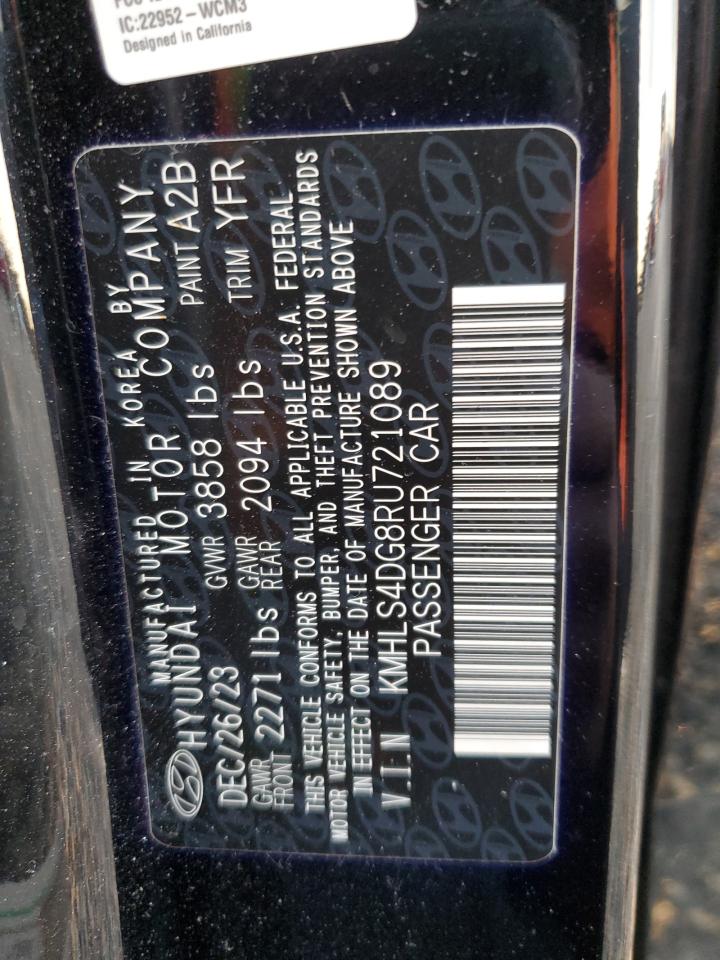 IC:22952-WCM3
Designed in California
MANUFACTURED IN KOREA BY
HYUNDAI MOTOR COMPANY
DEC/26/23 GVWR 3858 lbs PAINT A2B
GAWR FRONT 2271 lbs GAWR REAR 2094 lbs TRIM YFR
THIS VEHICLE CONFORMS TO ALL APPLICABLE U.S.A. FEDERAL
MOTOR VEHICLE SAFETY, BUMPER, AND THEFT PREVENTION STANDARDS
IN EFFECT ON THE DATE OF MANUFACTURE SHOWN ABOVE
V.I.N KMHLS4DG8RU721089
PASSENGER CAR